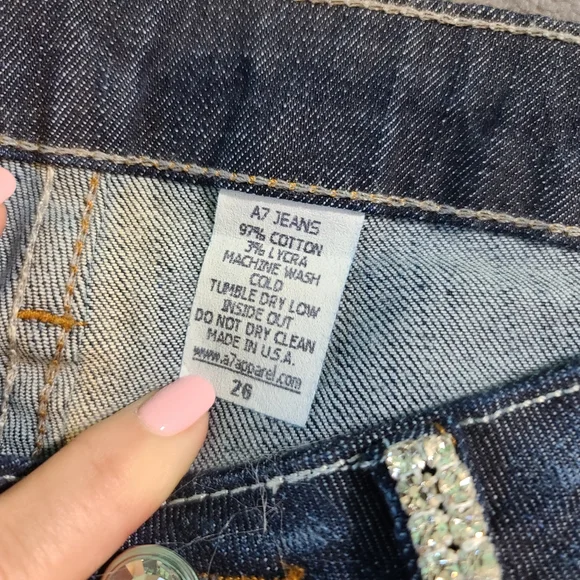 A7 JEANS
97% COTTON
3% LYCRA
MACHINE WASH
COLD
TUMBLE DRY LOW
INSIDE OUT
DO NOT DRY CLEAN
MADE IN U.S.A.
www.a7apparel.com
26